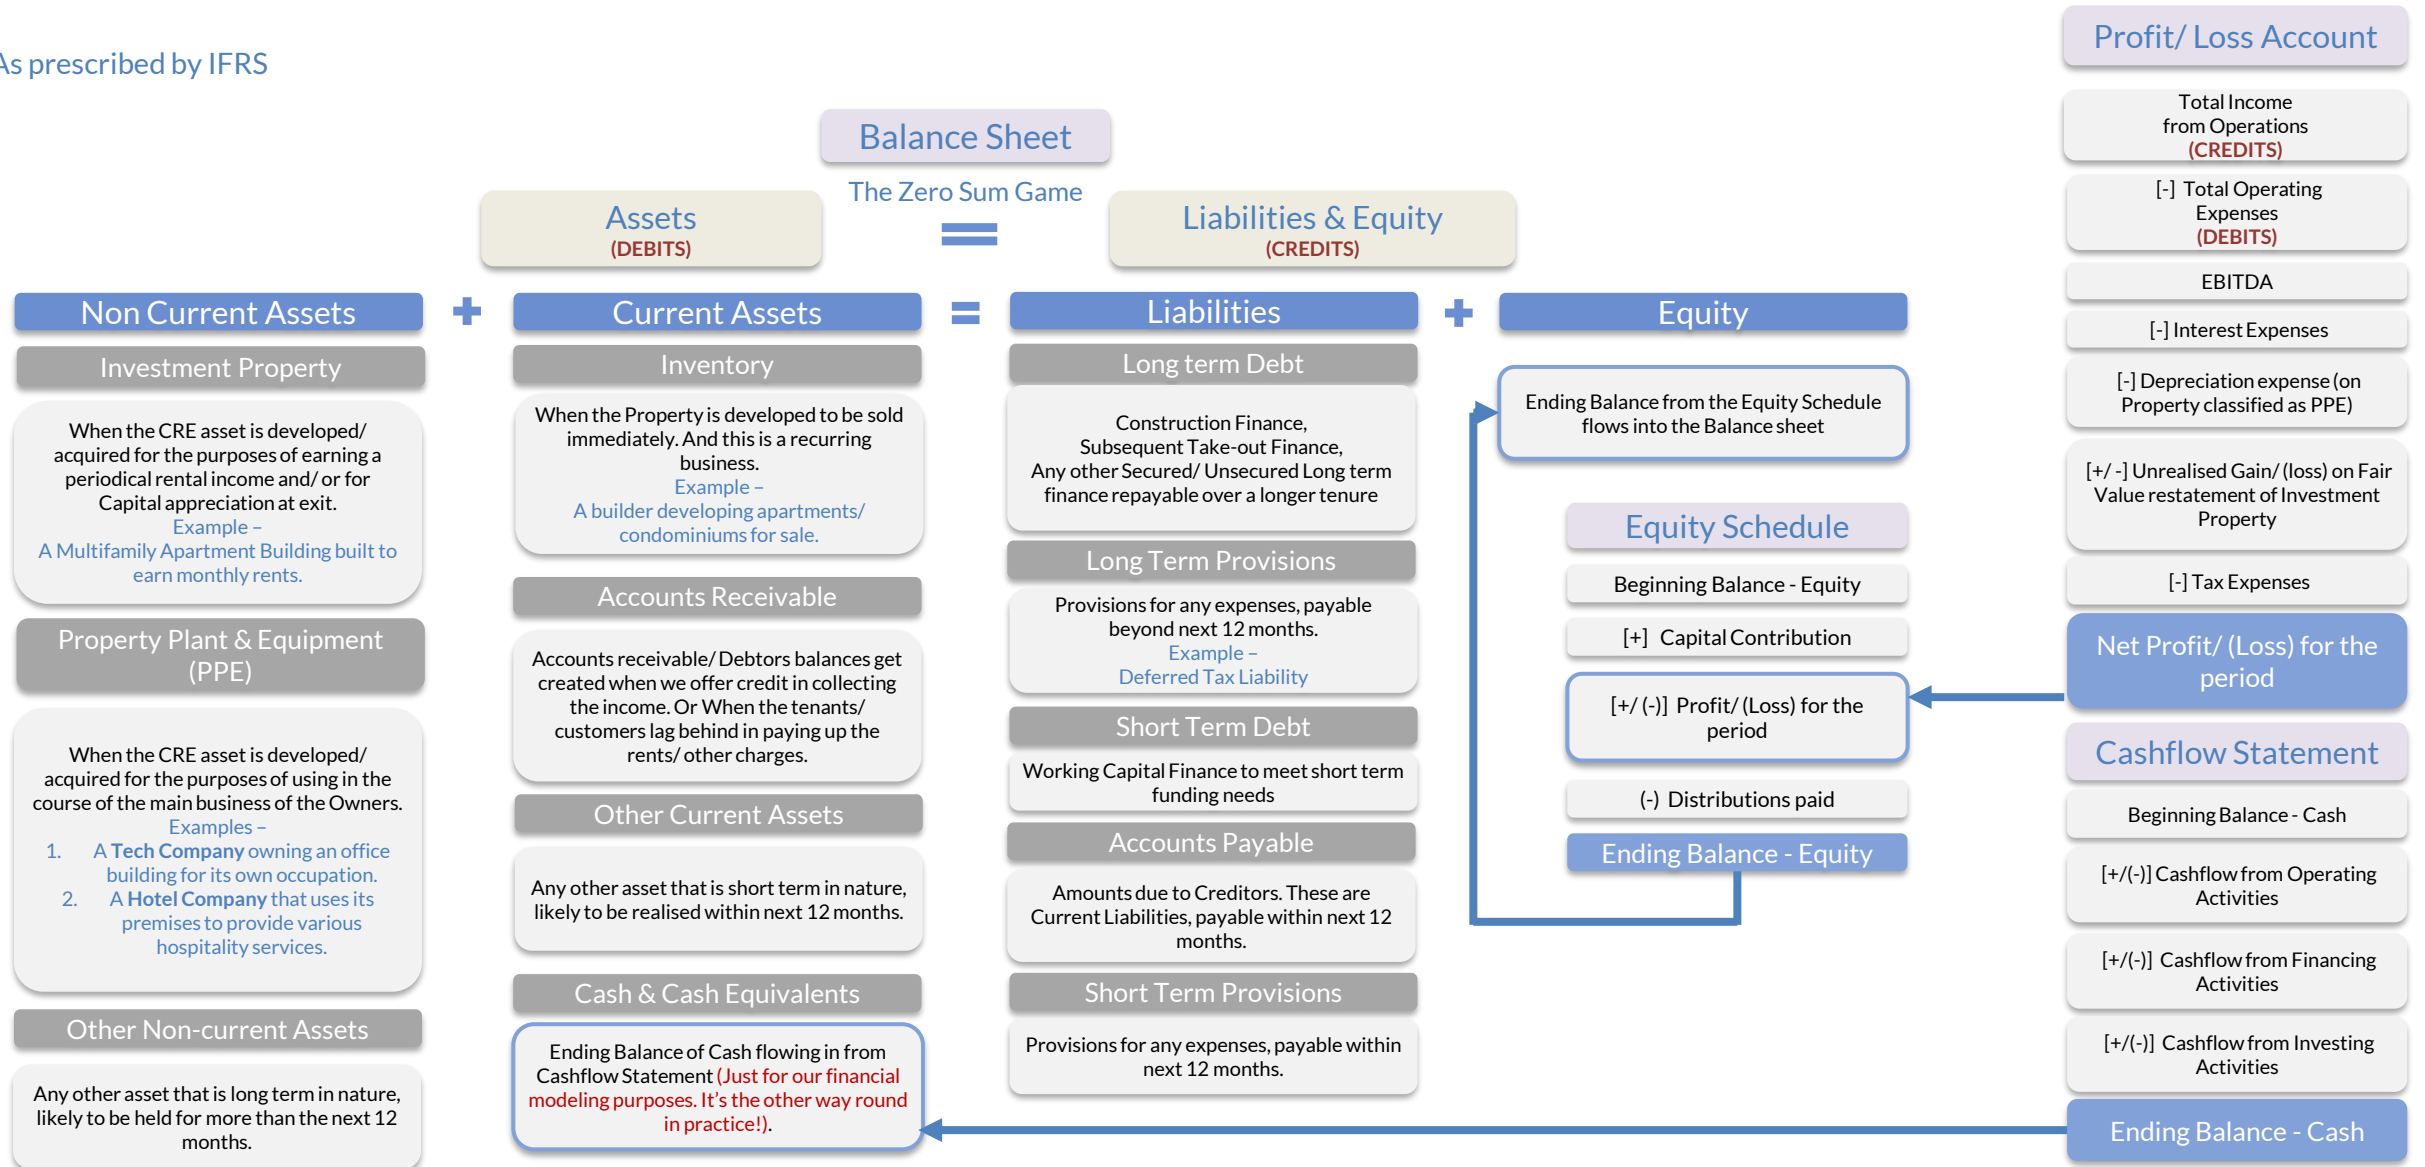 As prescribed by IFRS
Balance Sheet
The Zero Sum Game
Assets
(DEBITS)
Liabilities & Equity
(CREDITS)
Non Current Assets
Investment Property
When the CRE asset is developed/
acquired for the purposes of earning a
periodical rental income and/ or for
Capital appreciation at exit.
Example –
A Multifamily Apartment Building built to
earn monthly rents.
Property Plant & Equipment
(PPE)
When the CRE asset is developed/
acquired for the purposes of using in the
course of the main business of the Owners.
Examples –
1. A Tech Company owning an office
building for its own occupation.
2. A Hotel Company that uses its
premises to provide various
hospitality services.
Other Non-current Assets
Any other asset that is long term in nature,
likely to be held for more than the next 12
months.
Current Assets
Inventory
When the Property is developed to be sold
immediately. And this is a recurring
business.
Example –
A builder developing apartments/
condominiums for sale.
Accounts Receivable
Accounts receivable/ Debtors balances get
created when we offer credit in collecting
the income. Or When the tenants/
customers lag behind in paying up the
rents/ other charges.
Other Current Assets
Any other asset that is short term in nature,
likely to be realised within next 12 months.
Cash & Cash Equivalents
Ending Balance of Cash flowing in from
Cashflow Statement (Just for our financial
modeling purposes. It's the other way round
in practice!).
Liabilities
Long term Debt
Construction Finance,
Subsequent Take-out Finance,
Any other Secured/ Unsecured Long term
finance repayable over a longer tenure
Long Term Provisions
Provisions for any expenses, payable
beyond next 12 months.
Example –
Deferred Tax Liability
Short Term Debt
Working Capital Finance to meet short term
funding needs
Accounts Payable
Amounts due to Creditors. These are
Current Liabilities, payable within next 12
months.
Short Term Provisions
Provisions for any expenses, payable within
next 12 months.
Equity
Ending Balance from the Equity Schedule
flows into the Balance sheet
Equity Schedule
Beginning Balance - Equity
[+] Capital Contribution
[+/ (-)] Profit/ (Loss) for the
period
(-) Distributions paid
Ending Balance - Equity
Profit/ Loss Account
Total Income
from Operations
(CREDITS)
[-] Total Operating
Expenses
(DEBITS)
EBITDA
[-] Interest Expenses
[-] Depreciation expense (on
Property classified as PPE)
[+/ -] Unrealised Gain/ (loss) on Fair
Value restatement of Investment
Property
[-] Tax Expenses
Net Profit/ (Loss) for the
period
Cashflow Statement
Beginning Balance - Cash
[+/(-)] Cashflow from Operating
Activities
[+/(-)] Cashflow from Financing
Activities
[+/(-)] Cashflow from Investing
Activities
Ending Balance - Cash